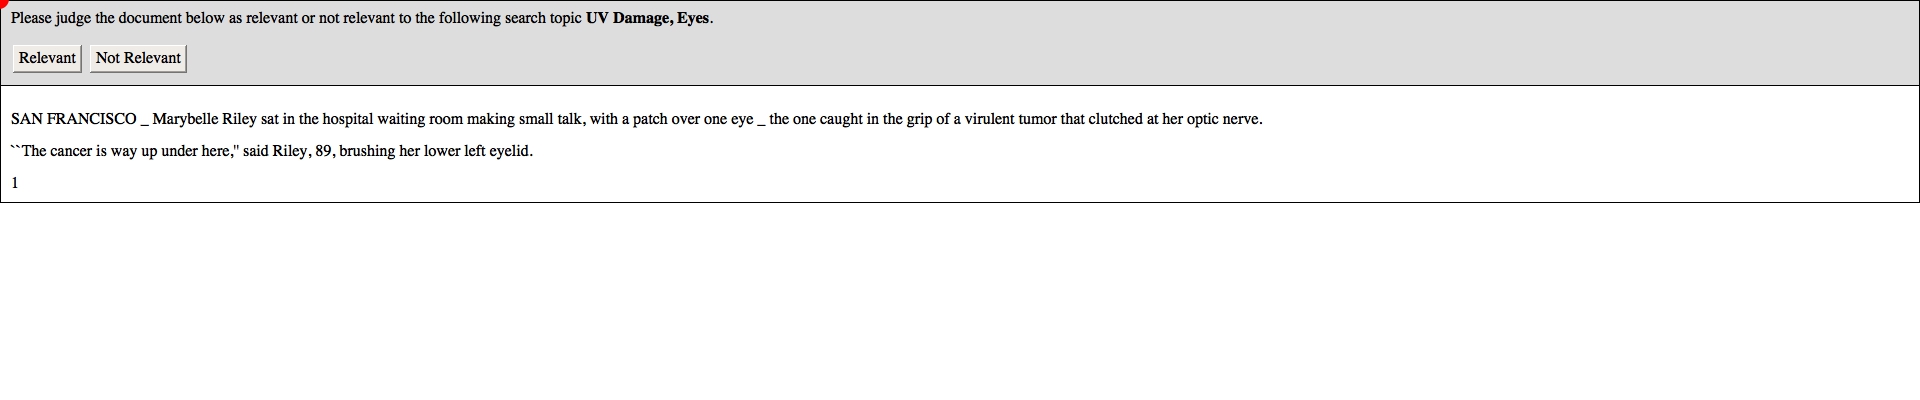 Please judge the document below as relevant or not relevant to the following search topic UV Damage, Eyes.
Relevant Not Relevant
SAN FRANCISCO _ Marybelle Riley sat in the hospital waiting room making small talk, with a patch over one eye _ the one caught in the grip of a virulent tumor that clutched at her optic nerve.
``The cancer is way up under here,'' said Riley, 89, brushing her lower left eyelid.
1